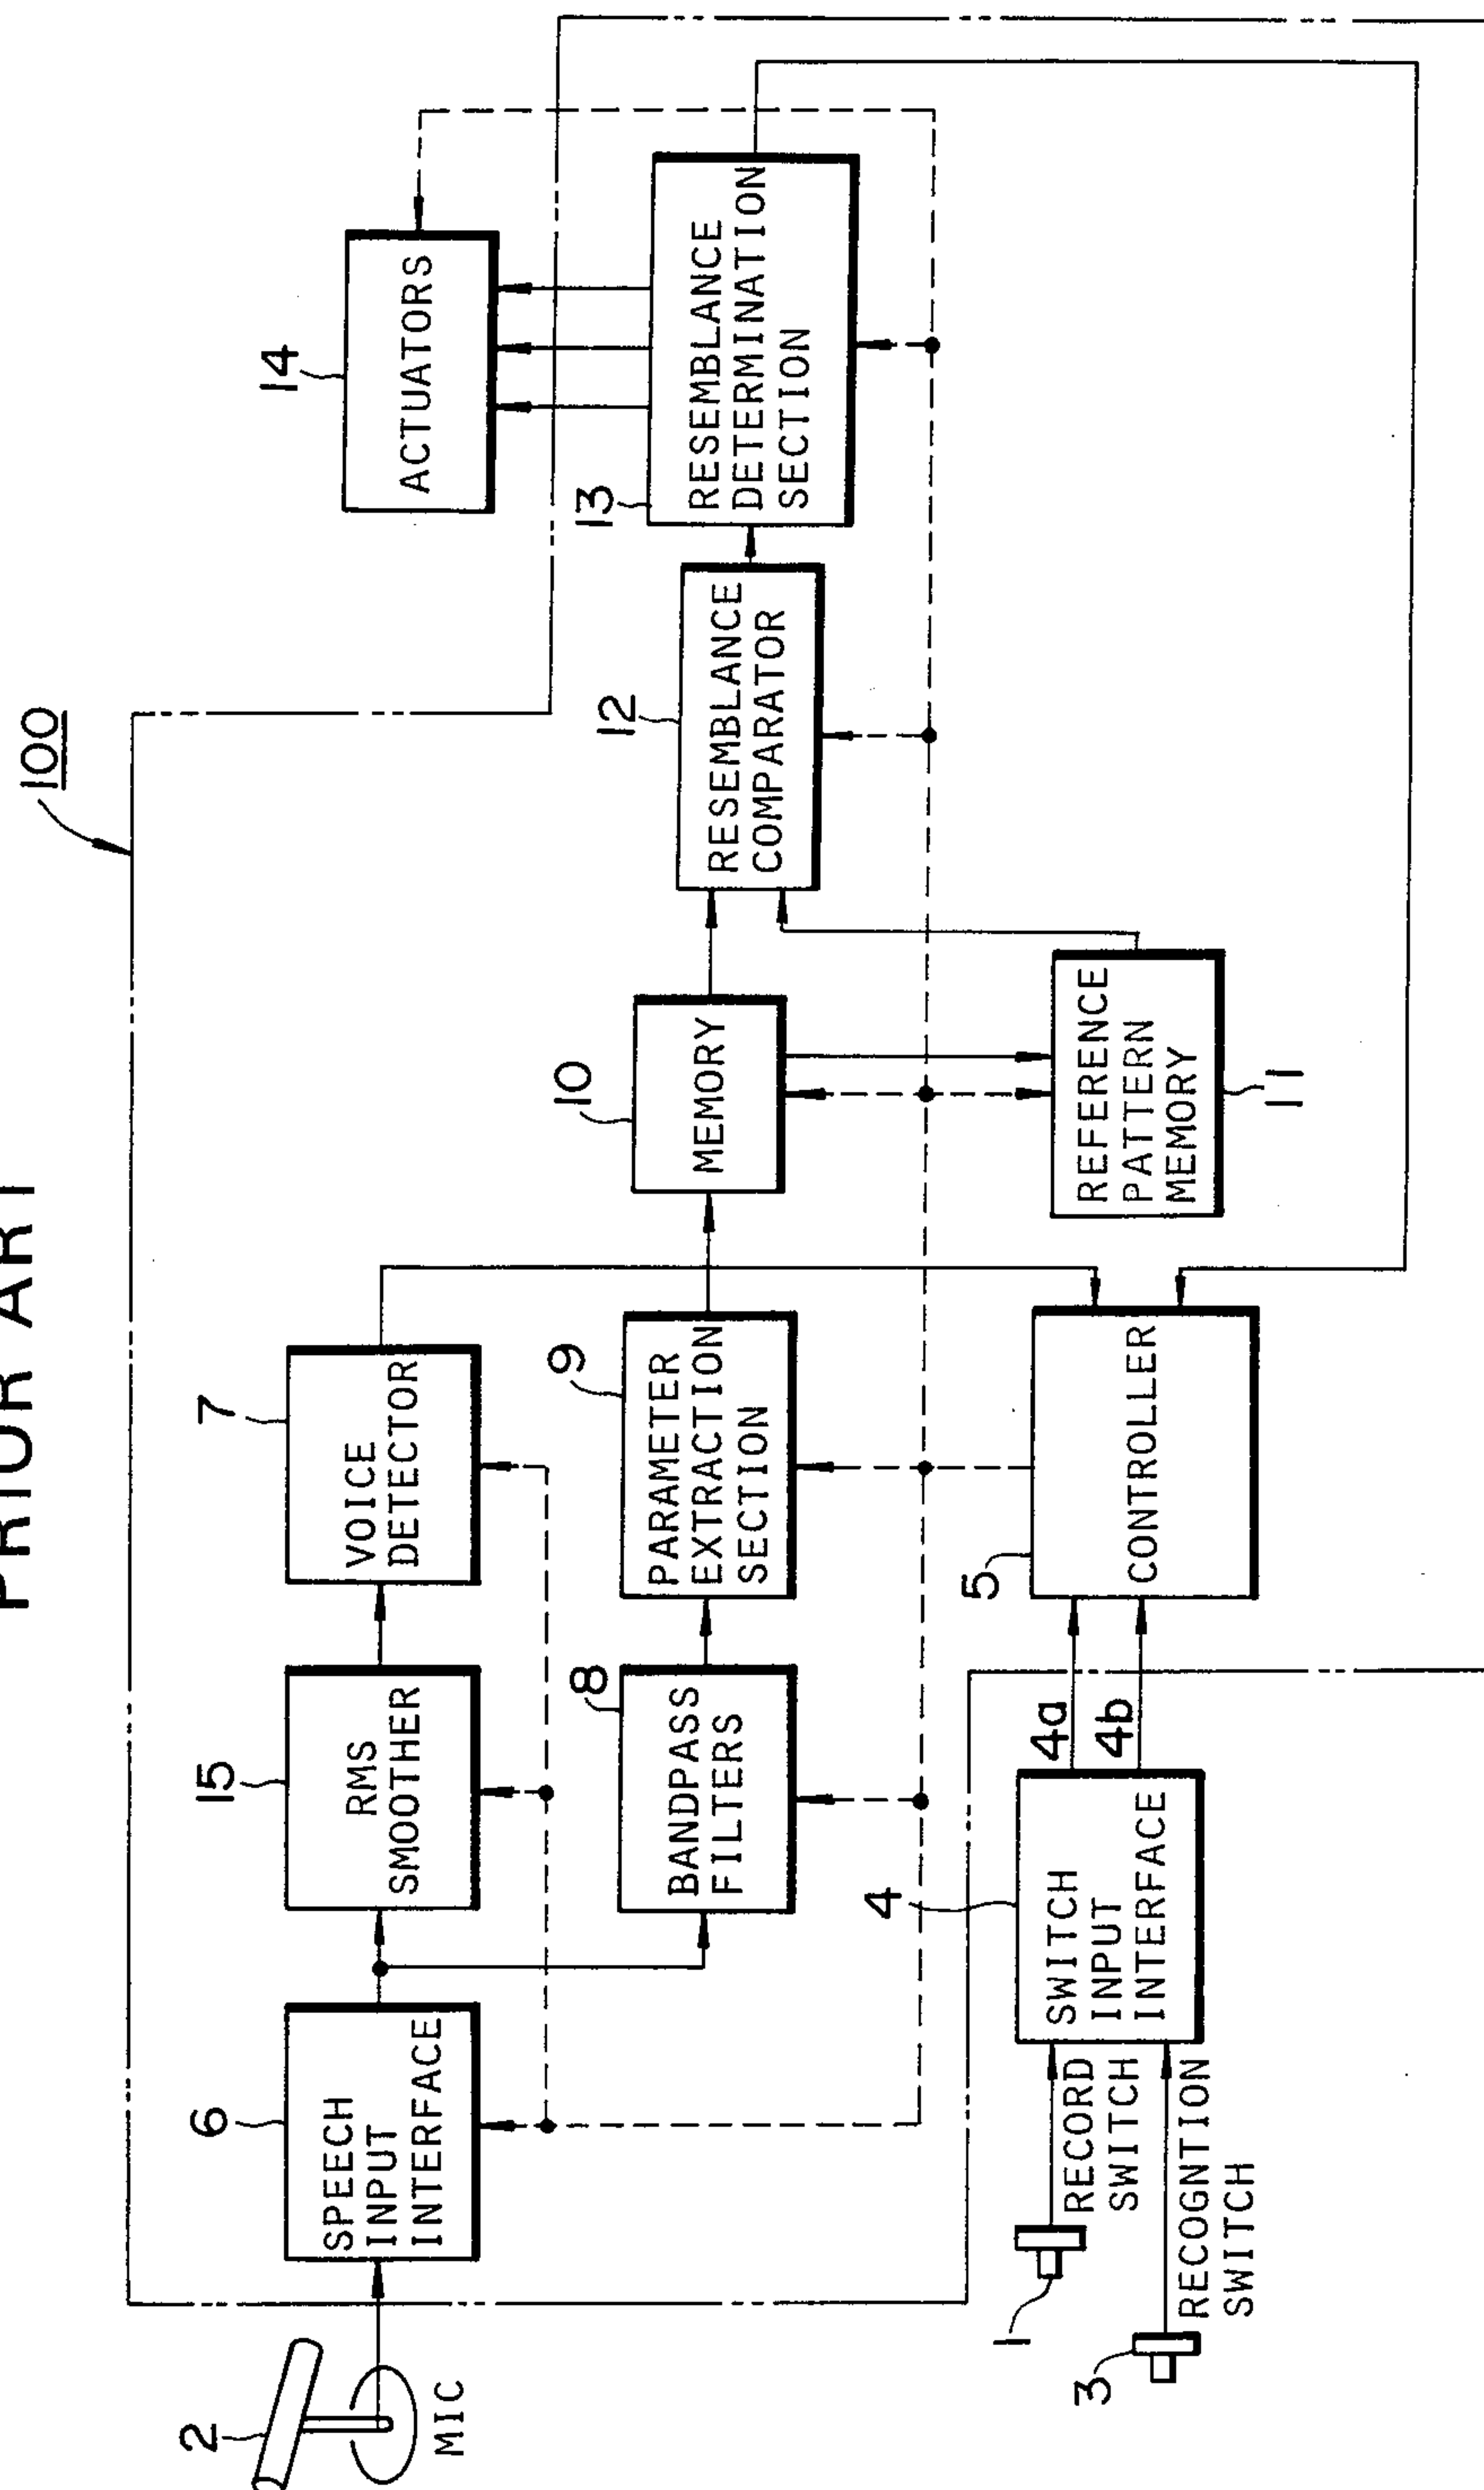 PRIOR ART
100
2
MIC
6
SPEECH
INPUT
INTERFACE
15
RMS
SMOOTHER
7
VOICE
DETECTOR
8
BANDPASS
FILTERS
9
PARAMETER
EXTRACTION
SECTION
10
MEMORY
12
RESEMBLANCE
COMPARATOR
13
RESEMBLANCE
DETERMINATION
SECTION
14
ACTUATORS
1
RECORD
SWITCH
3
RECOGNTION
SWITCH
4
SWITCH
INPUT
INTERFACE
4a
4b
5
CONTROLLER
REFERENCE
PATTERN
MEMORY
11